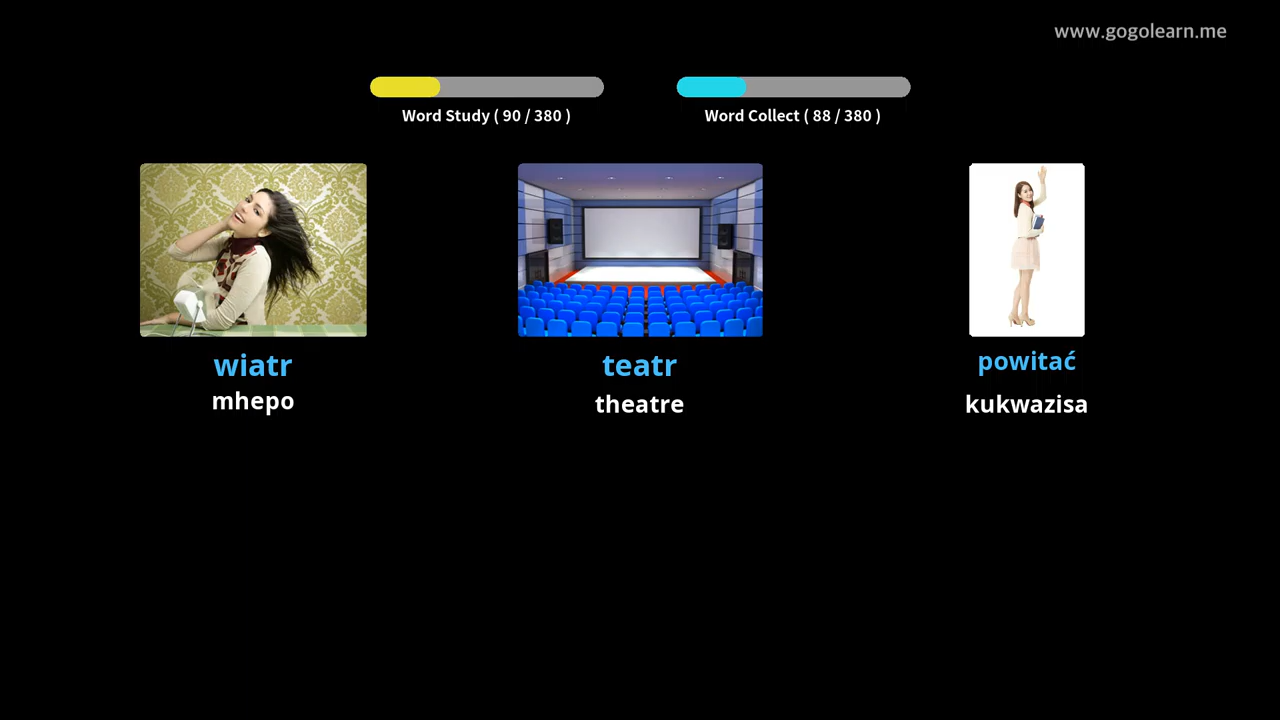 www.gogolearn.me
Word Study ( 90 / 380 )
Word Collect ( 88 / 380 )
wiatr
mhepo
teatr
theatre
powitać
kukwazisa